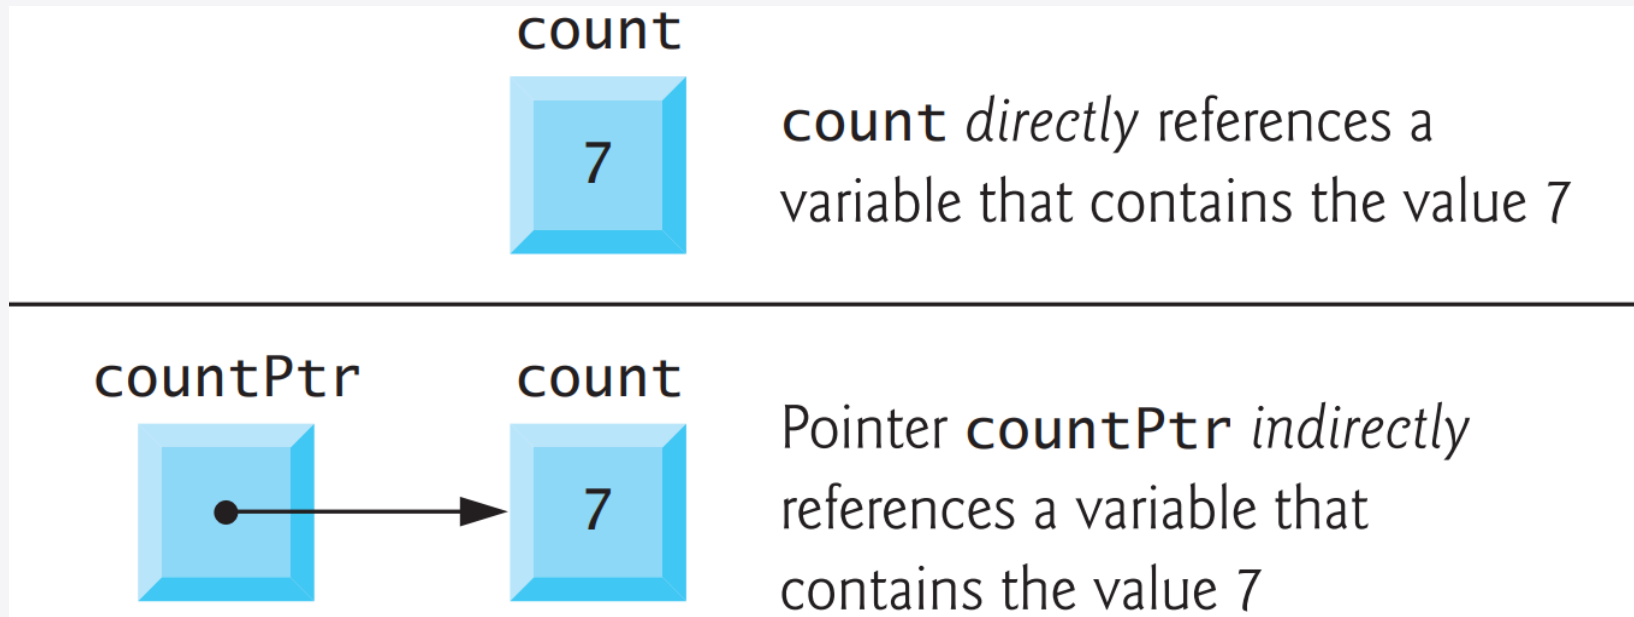 count
7
count directly references a
variable that contains the value 7
countPtr
count
7
Pointer countPtr indirectly
references a variable that
contains the value 7